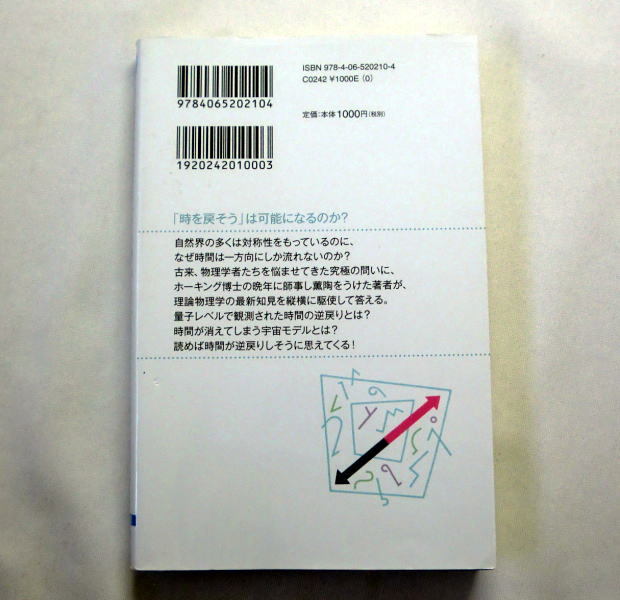 ISBN 978-4-06-520210-4
C0242 ¥1000E (0)
9784065202104
定価:本体1000円(税別)
1920242010003
「時を戻そう」は可能になるのか?
自然界の多くは対称性をもっているのに、
なぜ時間は一方向にしか流れないのか?
古来、物理学者たちを悩ませてきた究極の問いに、
ホーキング博士の晩年に師事し薫陶をうけた著者が、
理論物理学の最新知見を縦横に駆使して答える。
量子レベルで観測された時間の逆戻りとは?
時間が消えてしまう宇宙モデルとは?
読めば時間が逆戻りしそうに思えてくる!